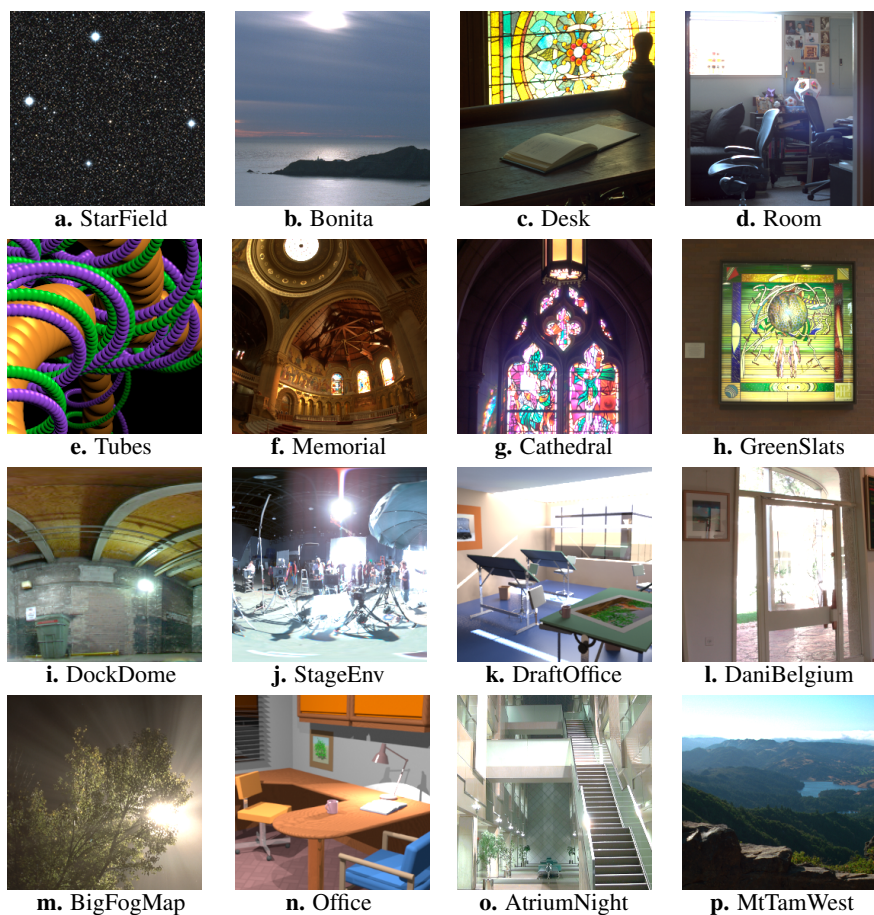 a. StarField
b. Bonita
c. Desk
d. Room
e. Tubes
f. Memorial
g. Cathedral
h. GreenSlats
i. DockDome
j. StageEnv
k. DraftOffice
l. DaniBelgium
m. BigFogMap
n. Office
o. AtriumNight
p. MtTamWest